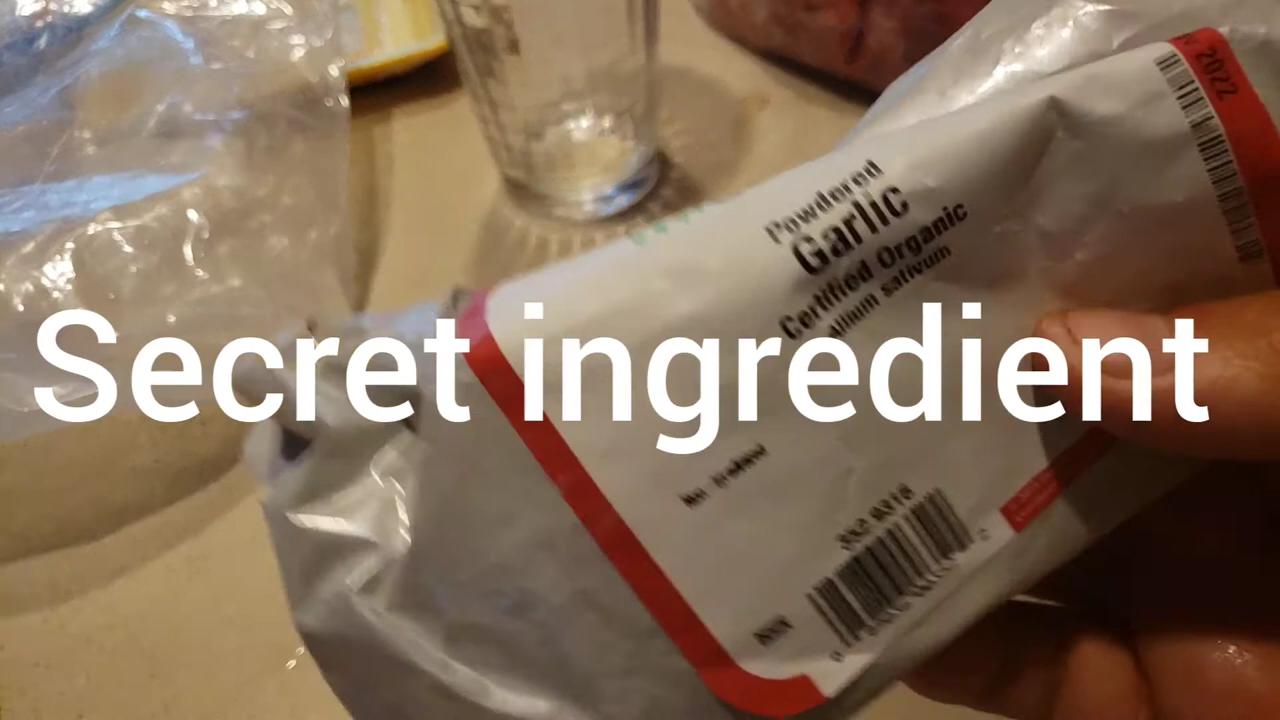 2022
Powdered
Garlic
Certified Organic
allium sativum
Secret ingredient